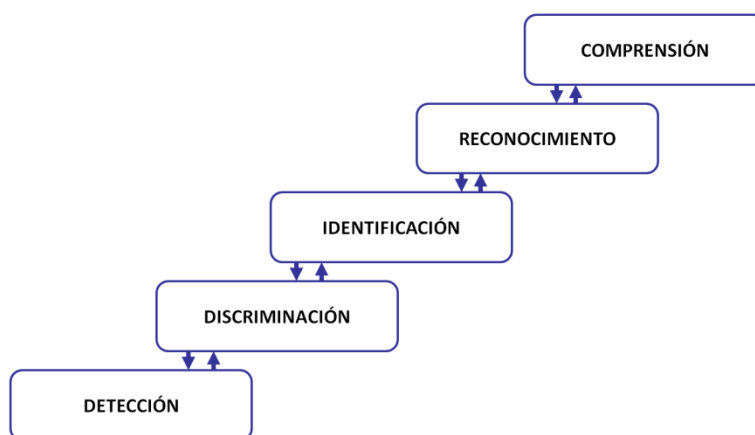 COMPRENSIÓN
RECONOCIMIENTO
IDENTIFICACIÓN
DISCRIMINACIÓN
DETECCIÓN